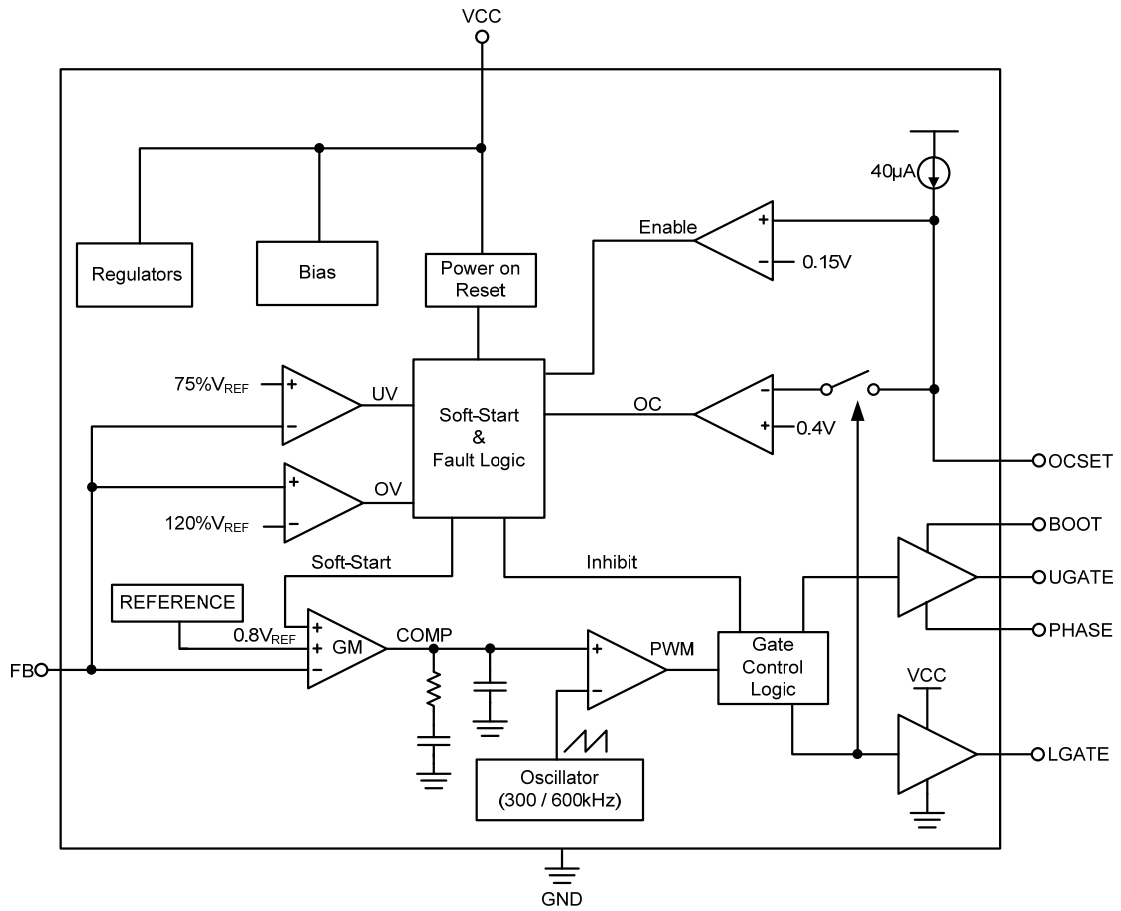 VCC
40μA
Enable
+
−
0.15V
Regulators
Bias
Power on
Reset
75%VREF
+
−
UV
Soft-Start
&
Fault Logic
OC
−
+
0.4V
OCSET
120%VREF
+
−
OV
BOOT
UGATE
PHASE
Soft-Start
Inhibit
REFERENCE
0.8VREF
+
+
−
GM
COMP
+
−
PWM
Gate
Control
Logic
FB
VCC
LGATE
Oscillator
(300 / 600kHz)
GND